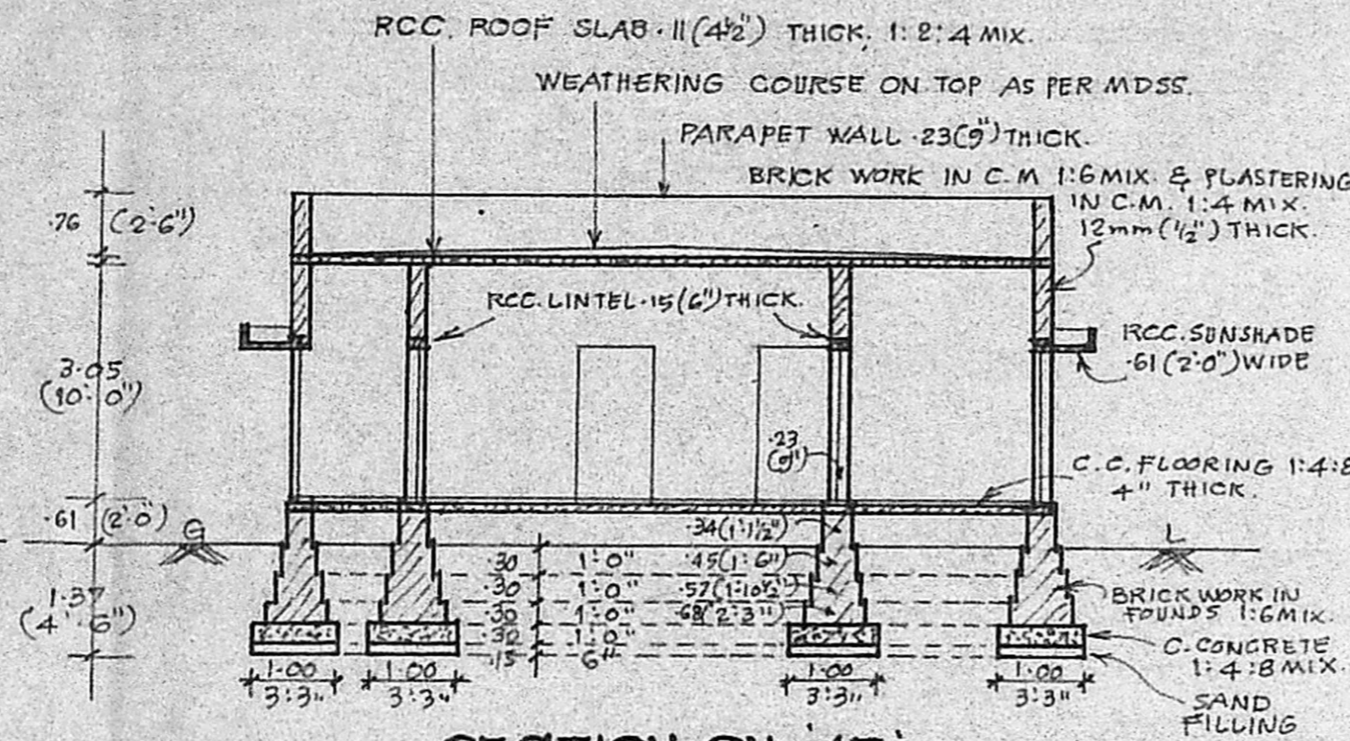 RCC. ROOF SLAB .11(4½") THICK, 1:2:4 MIX.
WEATHERING COURSE ON TOP AS PER MDSS.
PARAPET WALL .23(9") THICK.
BRICK WORK IN C.M 1:6 MIX. & PLASTERING
IN C.M. 1:4 MIX.
12mm (½") THICK.
.76 (2'-6")
RCC. LINTEL .15(6") THICK.
RCC. SUNSHADE
.61 (2'-0") WIDE
3.05
(10'-0")
.23
(9")
C.C. FLOORING 1:4:8
4" THICK.
.61 (2'-0")
G
L
.34 (1'-1½")
.30 1'-0" .45 (1'-6")
.30 1'-0" .57 (1'-10½")
.30 1'-0" .68 (2'-3")
.30 1'-0"
.15 6"
1.37
(4'-6")
BRICK WORK IN
FOUNDS 1:6 MIX.
C. CONCRETE
1:4:8 MIX.
SAND
FILLING
1.00 1.00 1.00 1.00
3'-3" 3'-3" 3'-3" 3'-3"
SECTION ON